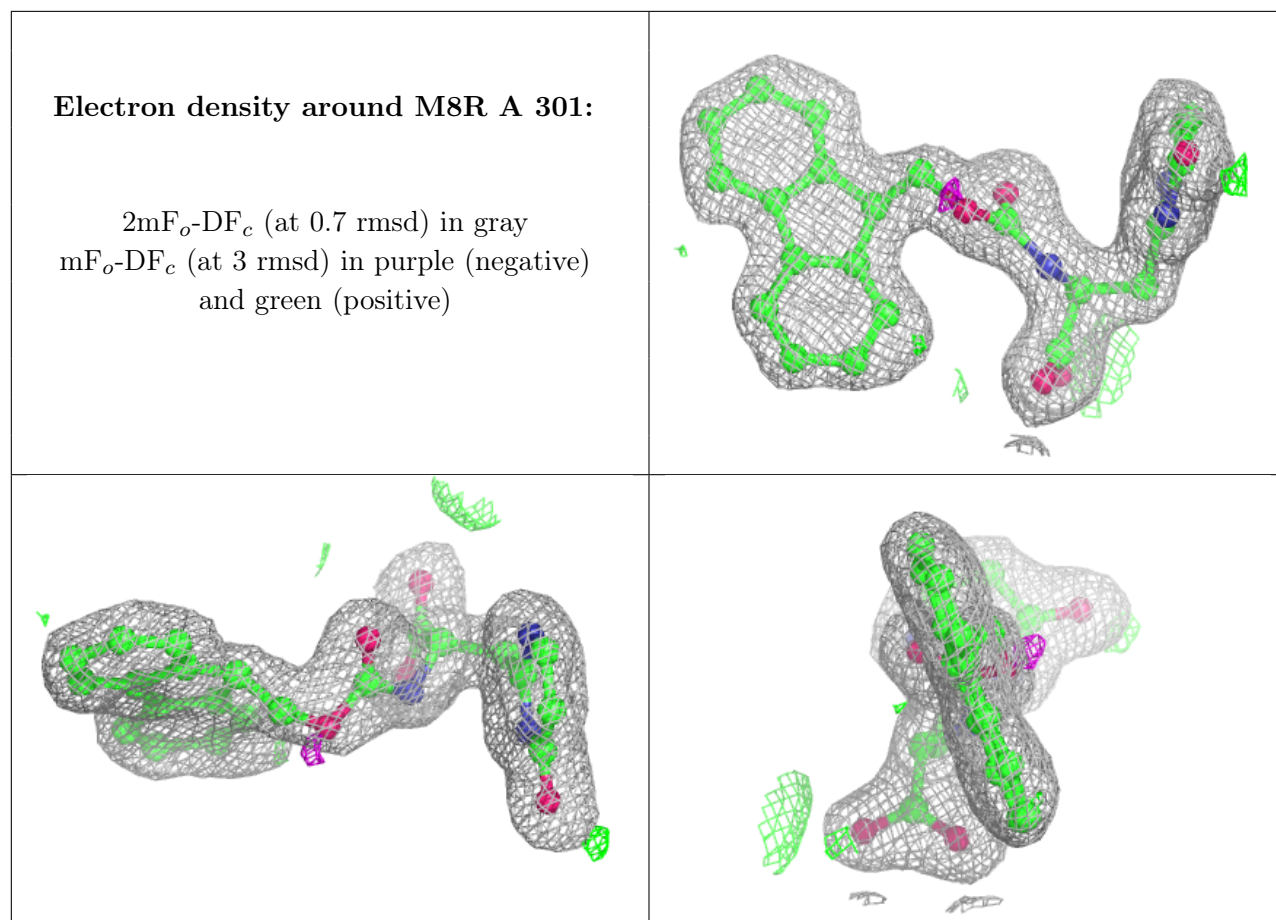 Electron density around M8R A 301:
2mFₒ-DF𝒸 (at 0.7 rmsd) in gray
mFₒ-DF𝒸 (at 3 rmsd) in purple (negative)
and green (positive)